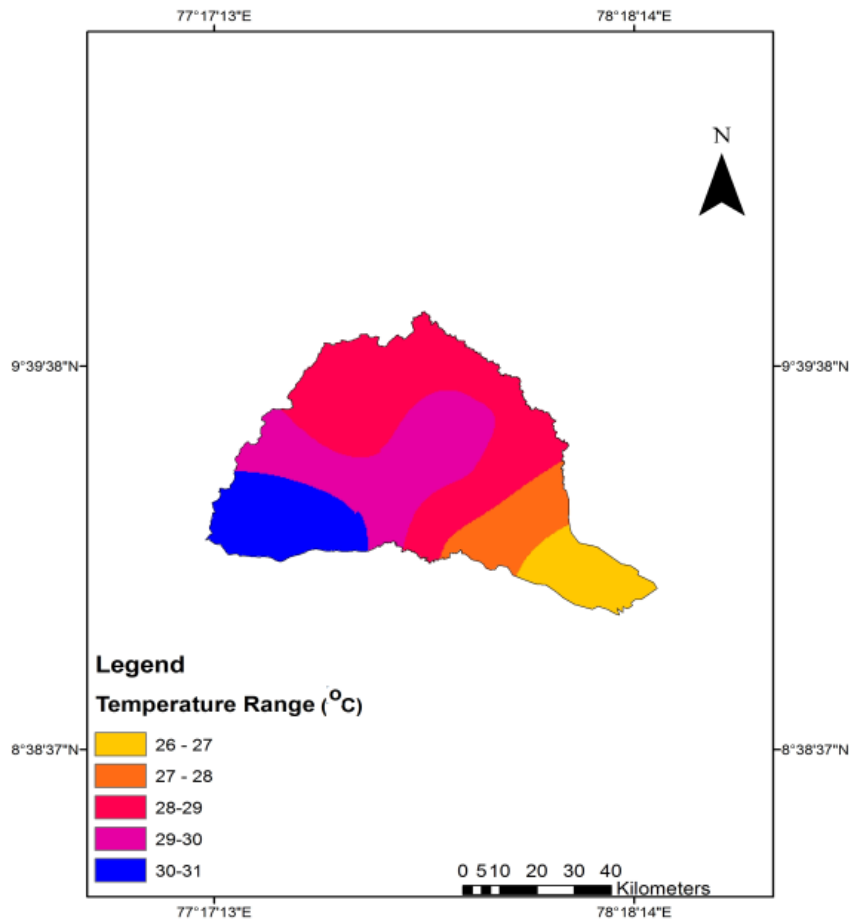 77°17'13"E 78°18'14"E
N
9°39'38"N 9°39'38"N
Legend
Temperature Range (°C)
8°38'37"N 8°38'37"N
26 - 27
27 - 28
28-29
29-30
30-31
0 5 10 20 30 40
Kilometers
77°17'13"E 78°18'14"E